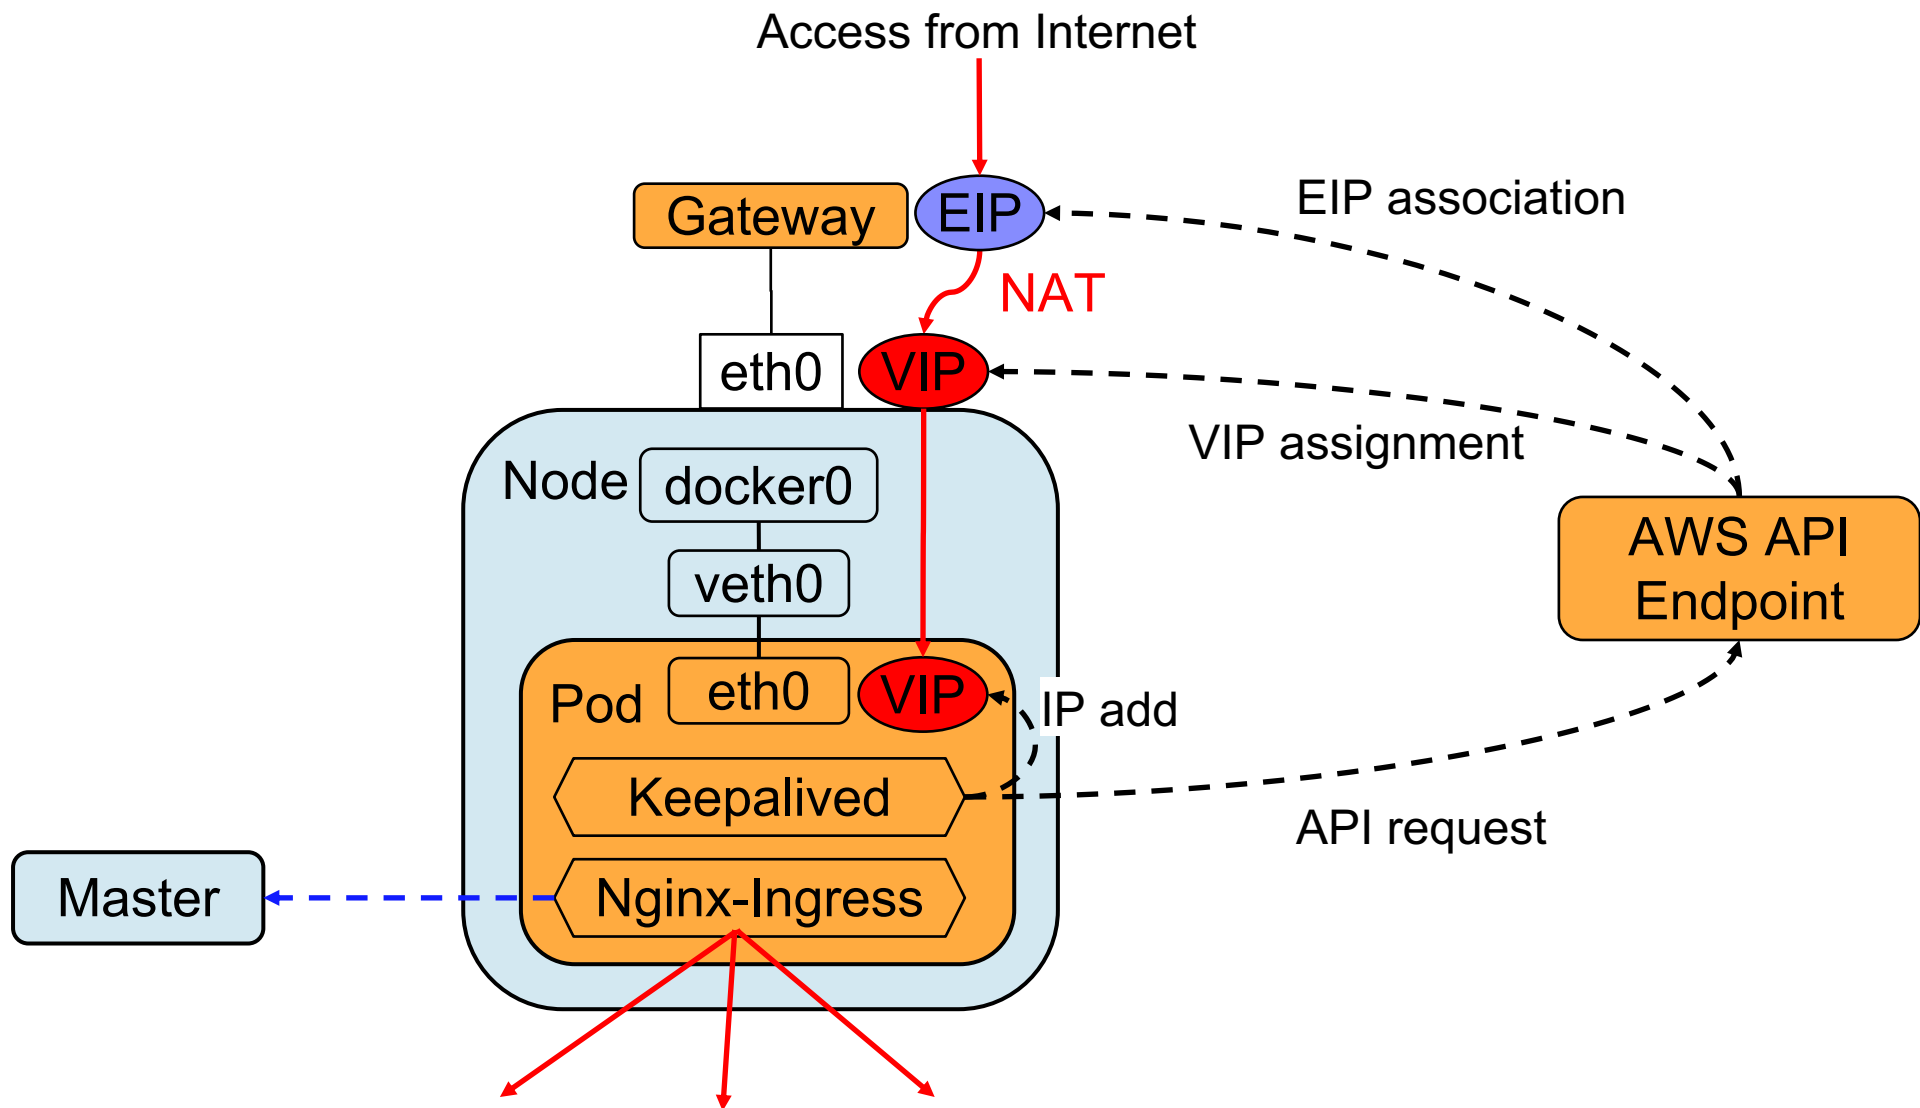 Access from Internet
Gateway
EIP
EIP association
NAT
eth0
VIP
VIP assignment
Node
docker0
veth0
AWS API
Endpoint
Pod
eth0
VIP
IP add
Keepalived
API request
Master
Nginx-Ingress